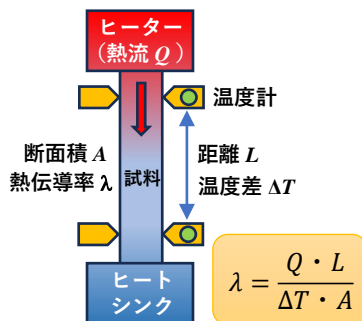 ヒーター
（熱流 Q）
温度計
断面積 A
熱伝導率 λ
試料
距離 L
温度差 ΔT
ヒート
シンク
λ = Q・L / ΔT・A